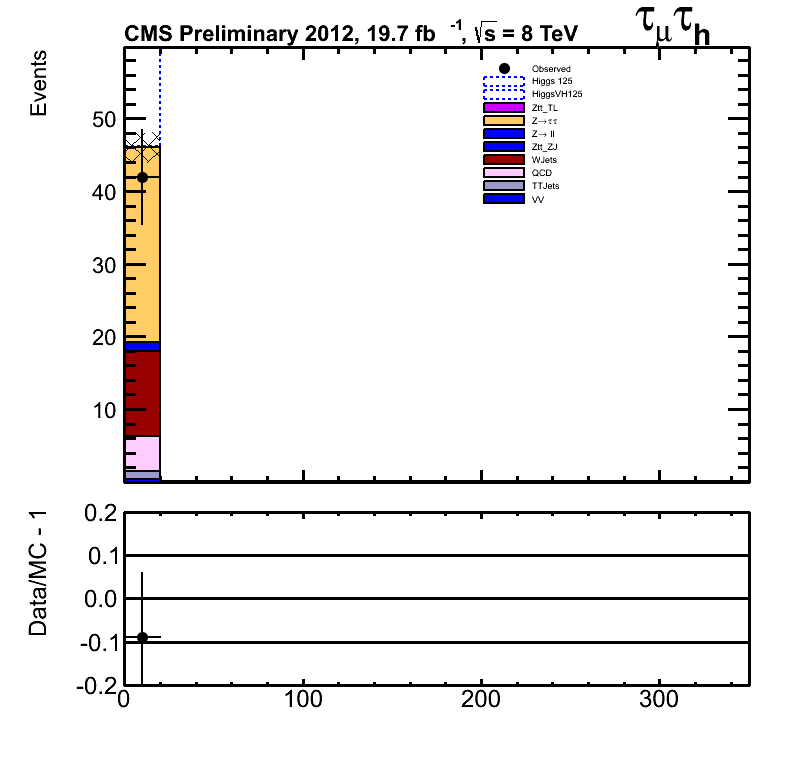 CMS Preliminary 2012, 19.7 fb⁻¹, √s = 8 TeV
τμτh
Events
50
40
30
20
10
Observed
Higgs 125
HiggsVH125
Ztt_TL
Z→ττ
Z→ ll
Ztt_ZJ
WJets
QCD
TTJets
VV
Data/MC - 1
0.2
0.1
0.0
-0.1
-0.2
0 100 200 300